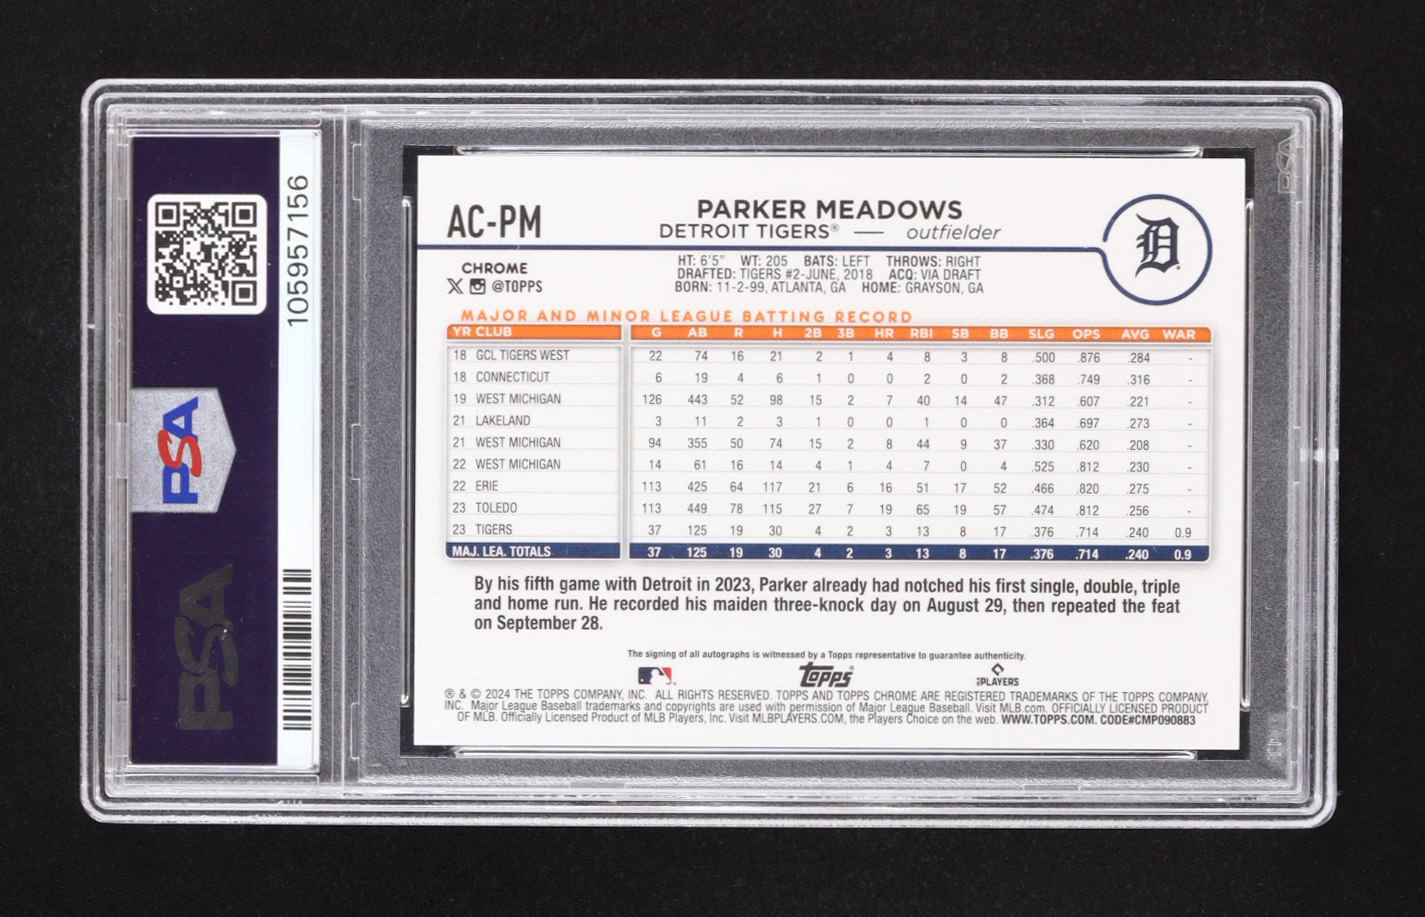 105957156
PSA
PSA
PSA
AC-PM
PARKER MEADOWS
DETROIT TIGERS® — outfielder
D
CHROME
X @TOPPS
HT: 6'5" WT: 205 BATS: LEFT THROWS: RIGHT
DRAFTED: TIGERS #2-JUNE, 2018 ACQ: VIA DRAFT
BORN: 11-2-99, ATLANTA, GA HOME: GRAYSON, GA
MAJOR AND MINOR LEAGUE BATTING RECORD
YR CLUB G AB R H 2B 3B HR RBI SB BB SLG OPS AVG WAR
18 GCL TIGERS WEST 22 74 16 21 2 1 4 8 3 8 .500 .876 .284 -
18 CONNECTICUT 6 19 4 6 1 0 0 2 0 2 .368 .749 .316 -
19 WEST MICHIGAN 126 443 52 98 15 2 7 40 14 47 .312 .607 .221 -
21 LAKELAND 3 11 2 3 1 0 0 1 0 0 .364 .697 .273 -
21 WEST MICHIGAN 94 355 50 74 15 2 8 44 9 37 .330 .620 .208 -
22 WEST MICHIGAN 14 61 16 14 4 1 4 7 0 4 .525 .812 .230 -
22 ERIE 113 425 64 117 21 6 16 51 17 52 .466 .820 .275 -
23 TOLEDO 113 449 78 115 27 7 19 65 19 57 .474 .812 .256 -
23 TIGERS 37 125 19 30 4 2 3 13 8 17 .376 .714 .240 0.9
MAJ. LEA. TOTALS 37 125 19 30 4 2 3 13 8 17 .376 .714 .240 0.9
By his fifth game with Detroit in 2023, Parker already had notched his first single, double, triple
and home run. He recorded his maiden three-knock day on August 29, then repeated the feat
on September 28.
The signing of all autographs is witnessed by a Topps representative to guarantee authenticity.
Topps® PLAYERS
® & © 2024 THE TOPPS COMPANY, INC. ALL RIGHTS RESERVED. TOPPS AND TOPPS CHROME ARE REGISTERED TRADEMARKS OF THE TOPPS COMPANY,
INC. Major League Baseball trademarks and copyrights are used with permission of Major League Baseball. Visit MLB.com. OFFICIALLY LICENSED PRODUCT
OF MLB. Officially Licensed Product of MLB Players, Inc. Visit MLBPLAYERS.COM, the Players Choice on the web. WWW.TOPPS.COM. CODE#CMP090883